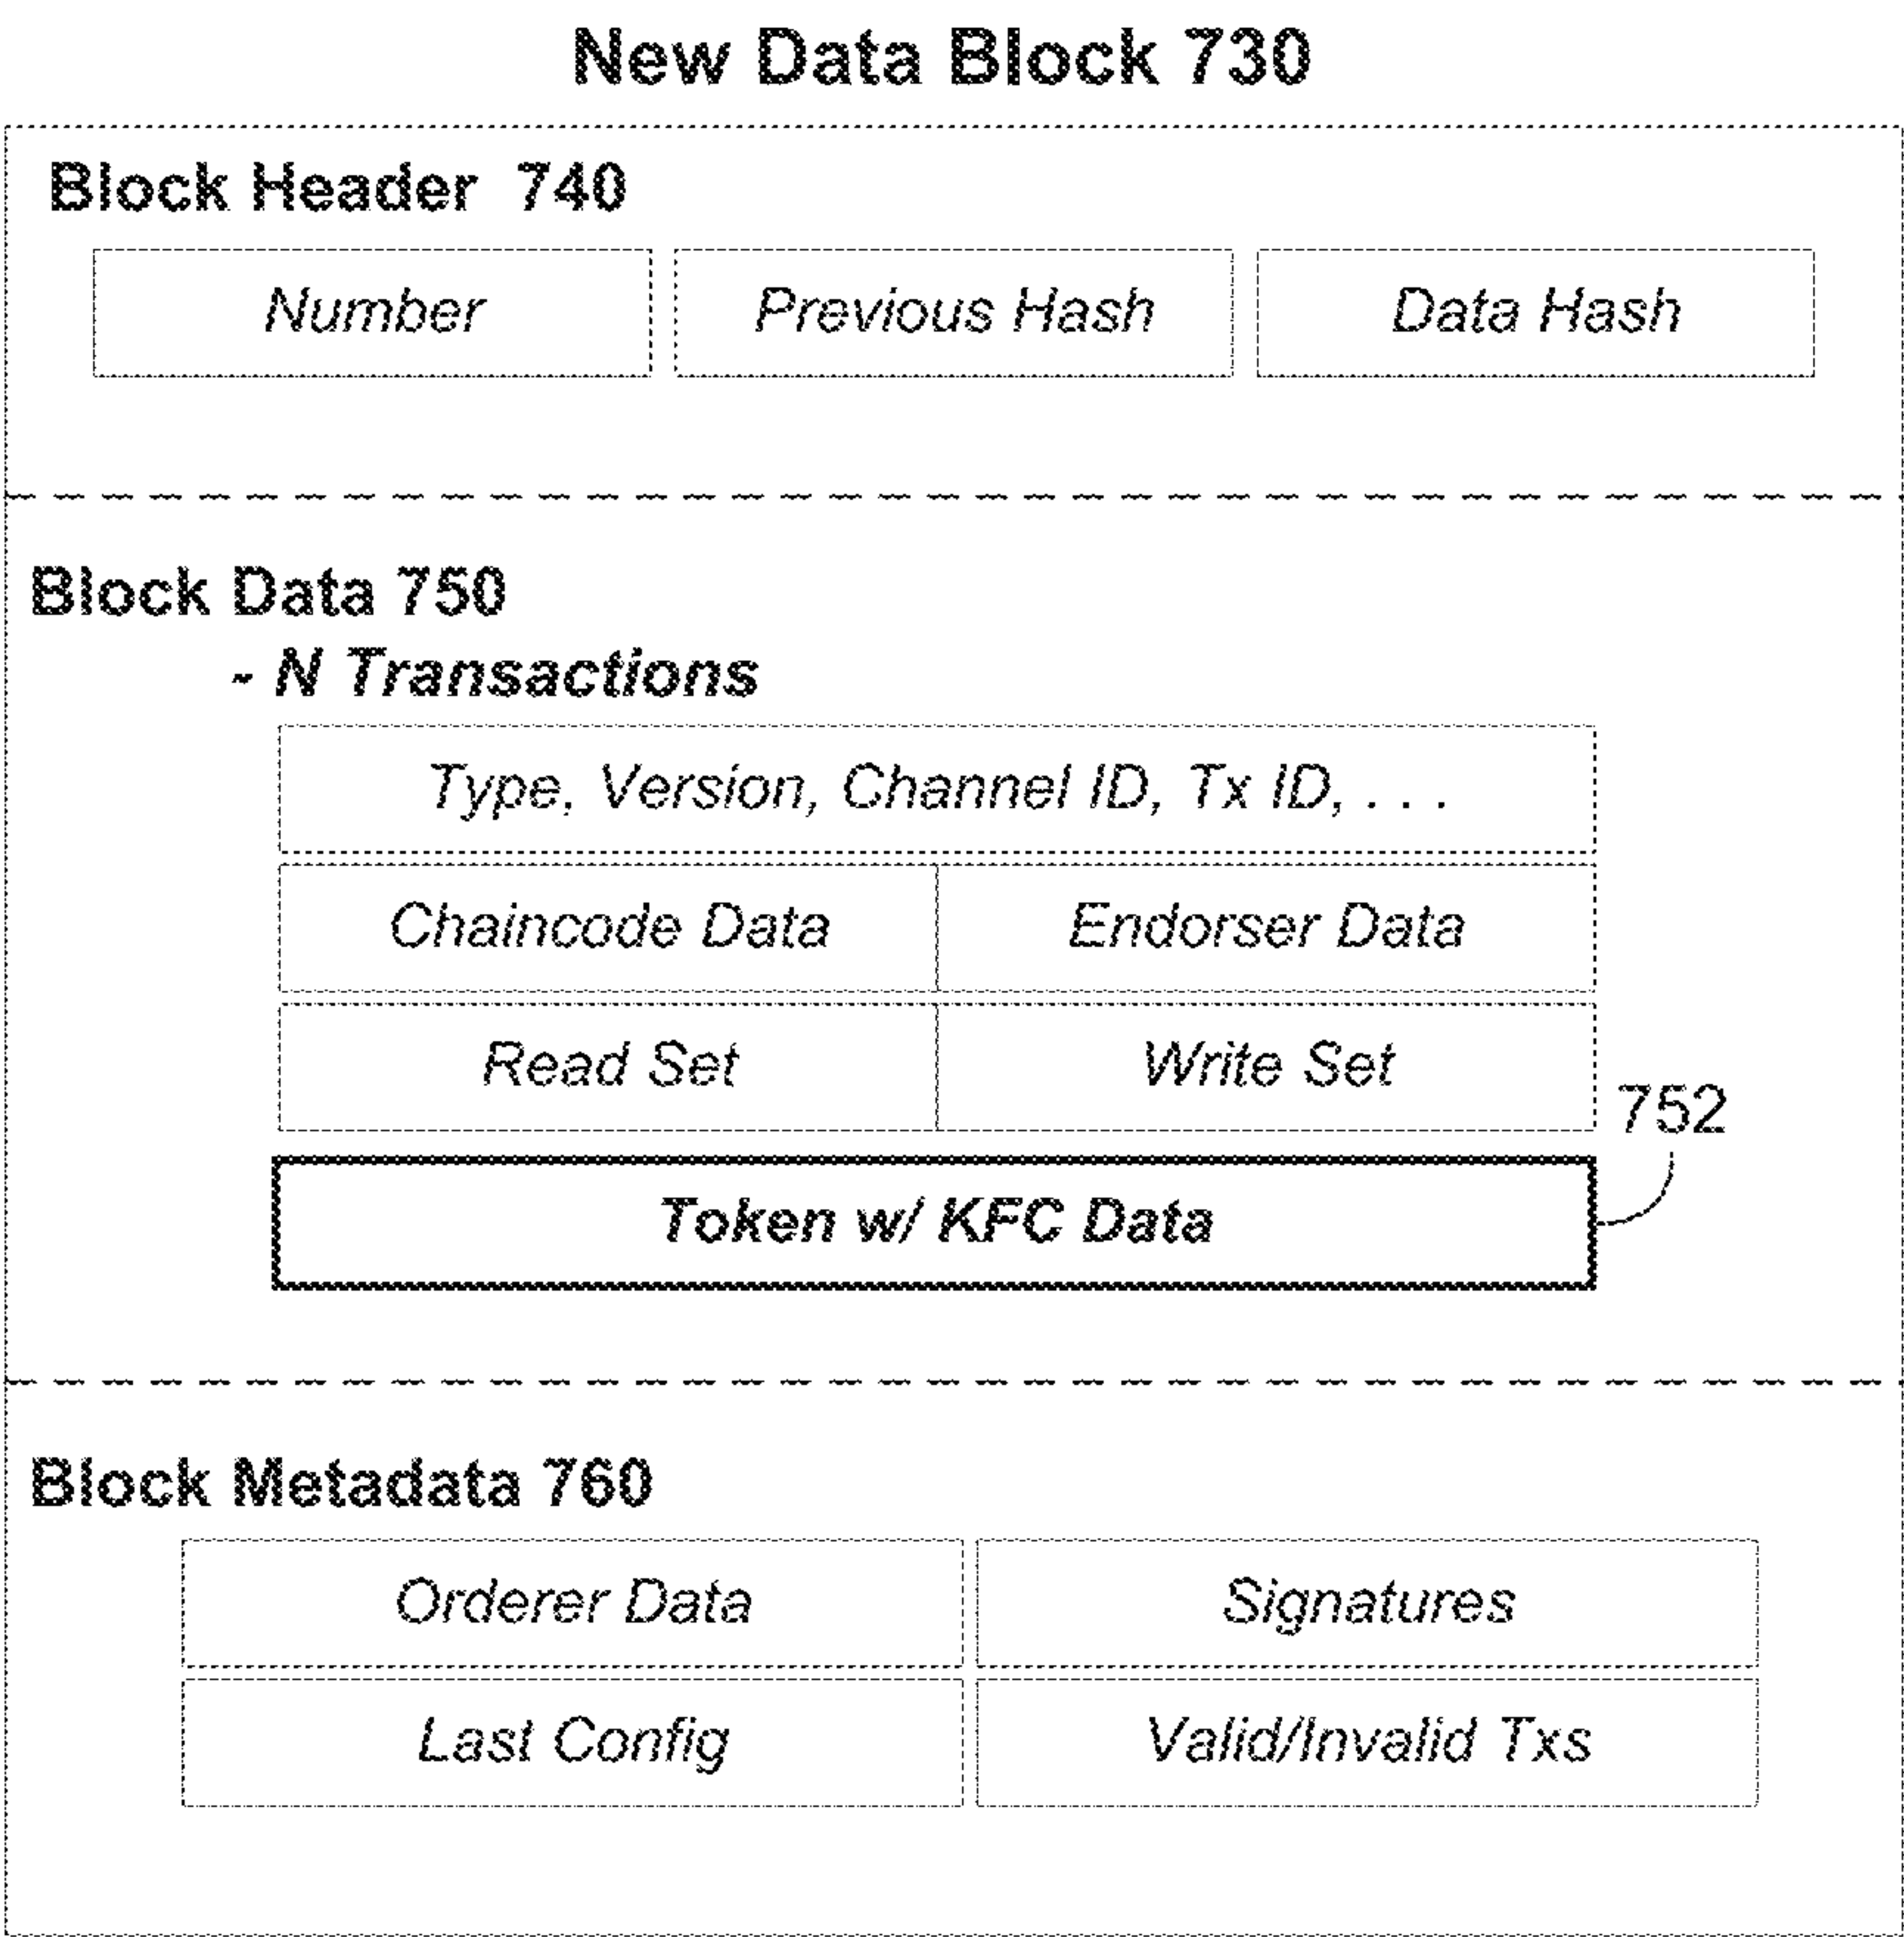 New Data Block 730
Block Header 740
Number
Previous Hash
Data Hash
Block Data 750
- N Transactions
Type, Version, Channel ID, Tx ID, . . .
Chaincode Data
Endorser Data
Read Set
Write Set
752
Token w/ KFC Data
Block Metadata 760
Orderer Data
Signatures
Last Config
Valid/Invalid Txs